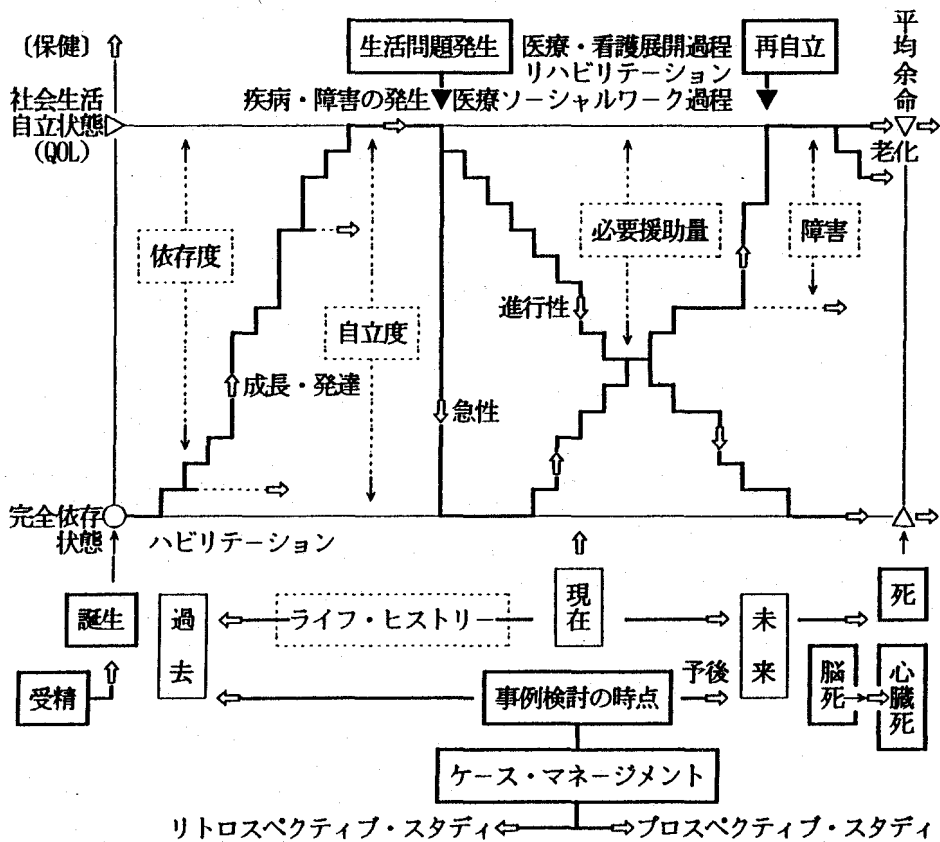 〔保健〕
生活問題発生
医療・看護展開過程
リハビリテーション
再自立
平均余命
社会生活
自立状態
(QOL)
疾病・障害の発生
医療ソーシャルワーク過程
老化
依存度
必要援助量
障害
進行性
自立度
成長・発達
急性
完全依存
状態
ハビリテーション
誕生
過去
ライフ・ヒストリー
現在
未来
死
受精
事例検討の時点
予後
脳死
心臓死
ケース・マネージメント
リトロスペクティブ・スタディ
プロスペクティブ・スタディ